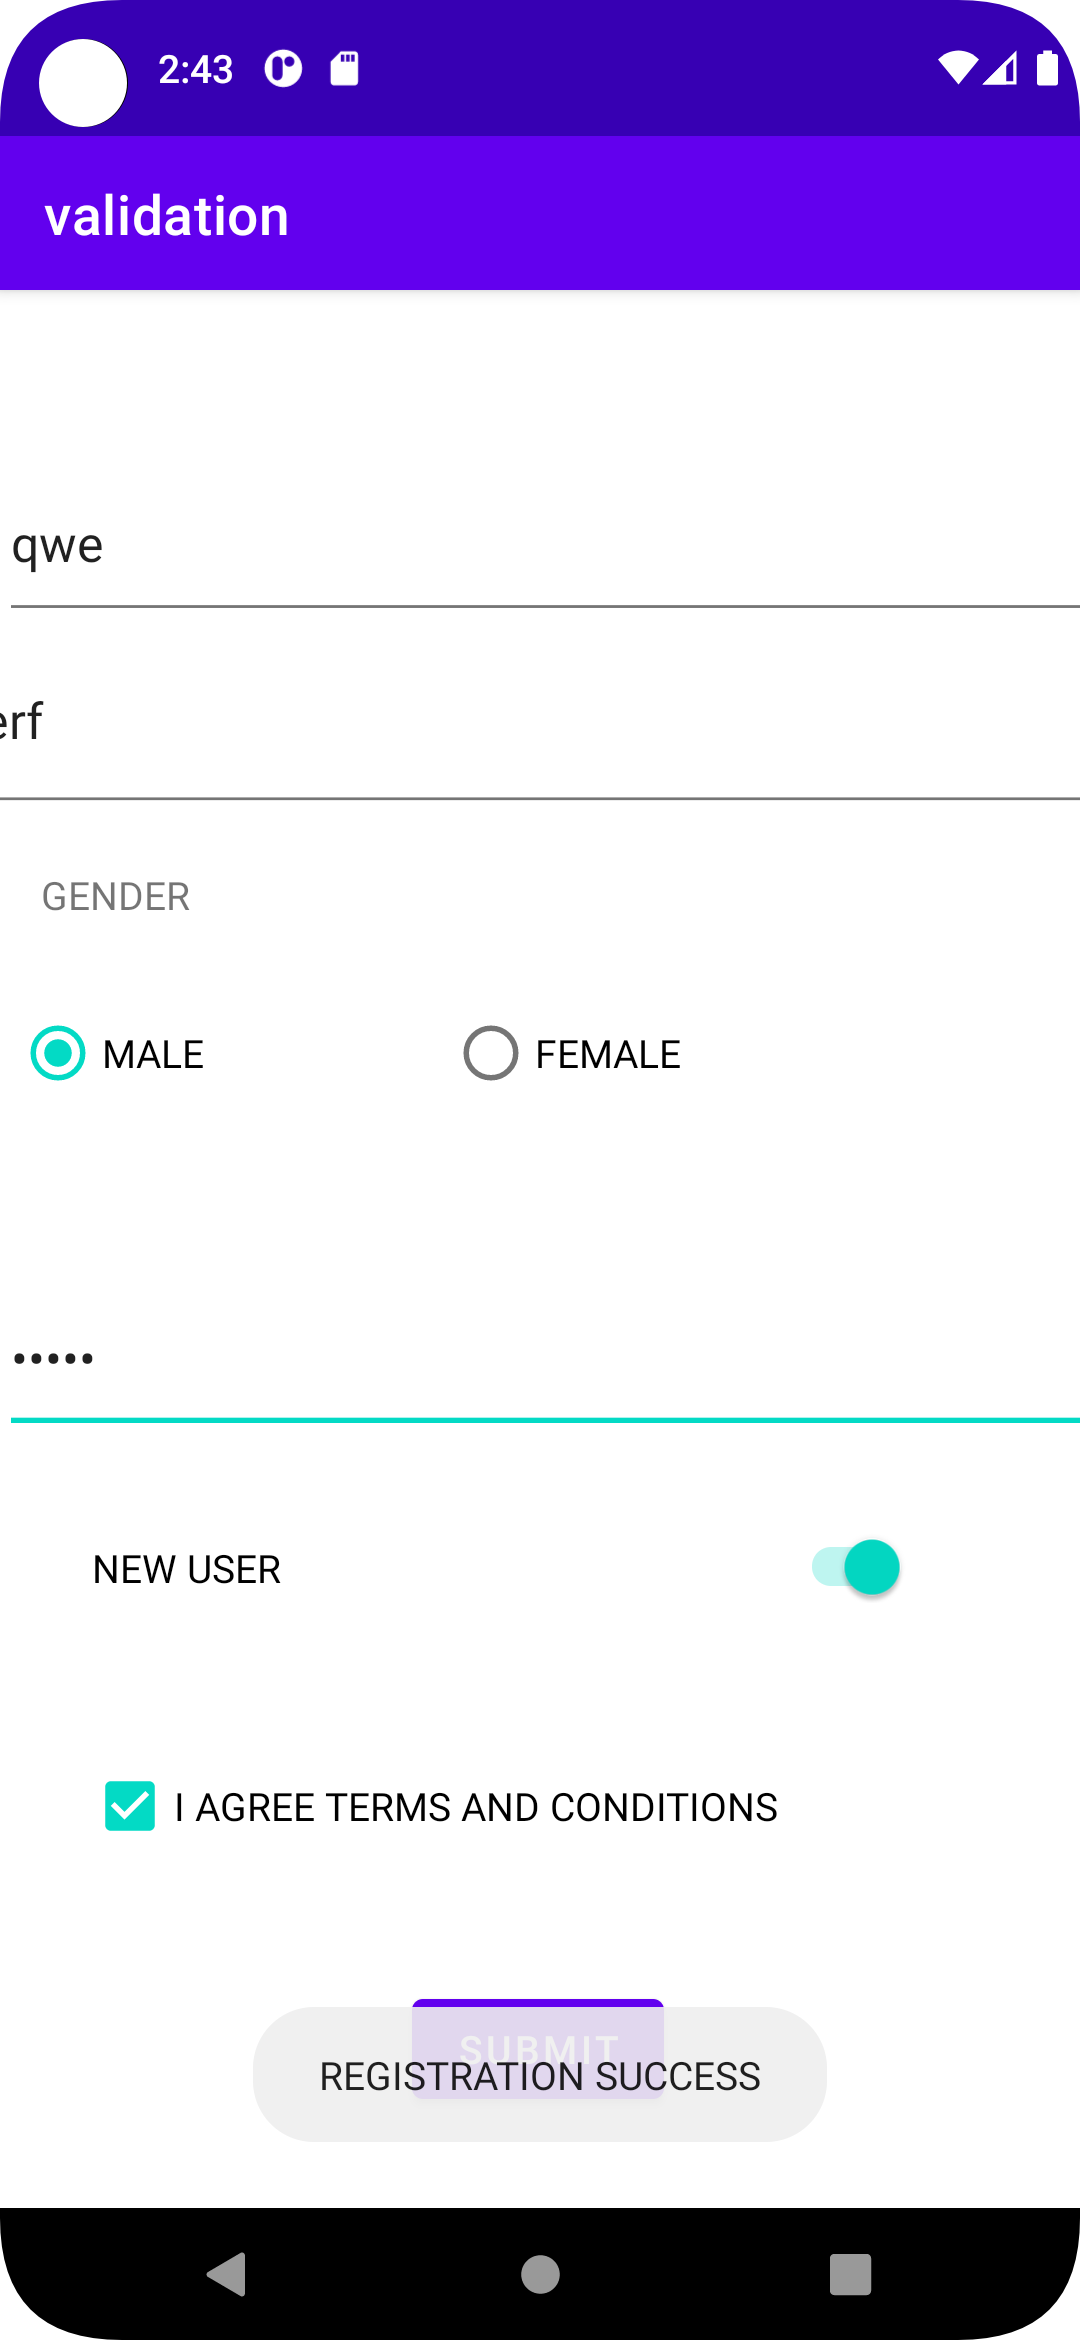 2:43
validation
qwe
erf
GENDER
MALE FEMALE
•••••
NEW USER
I AGREE TERMS AND CONDITIONS
SUBMIT
REGISTRATION SUCCESS